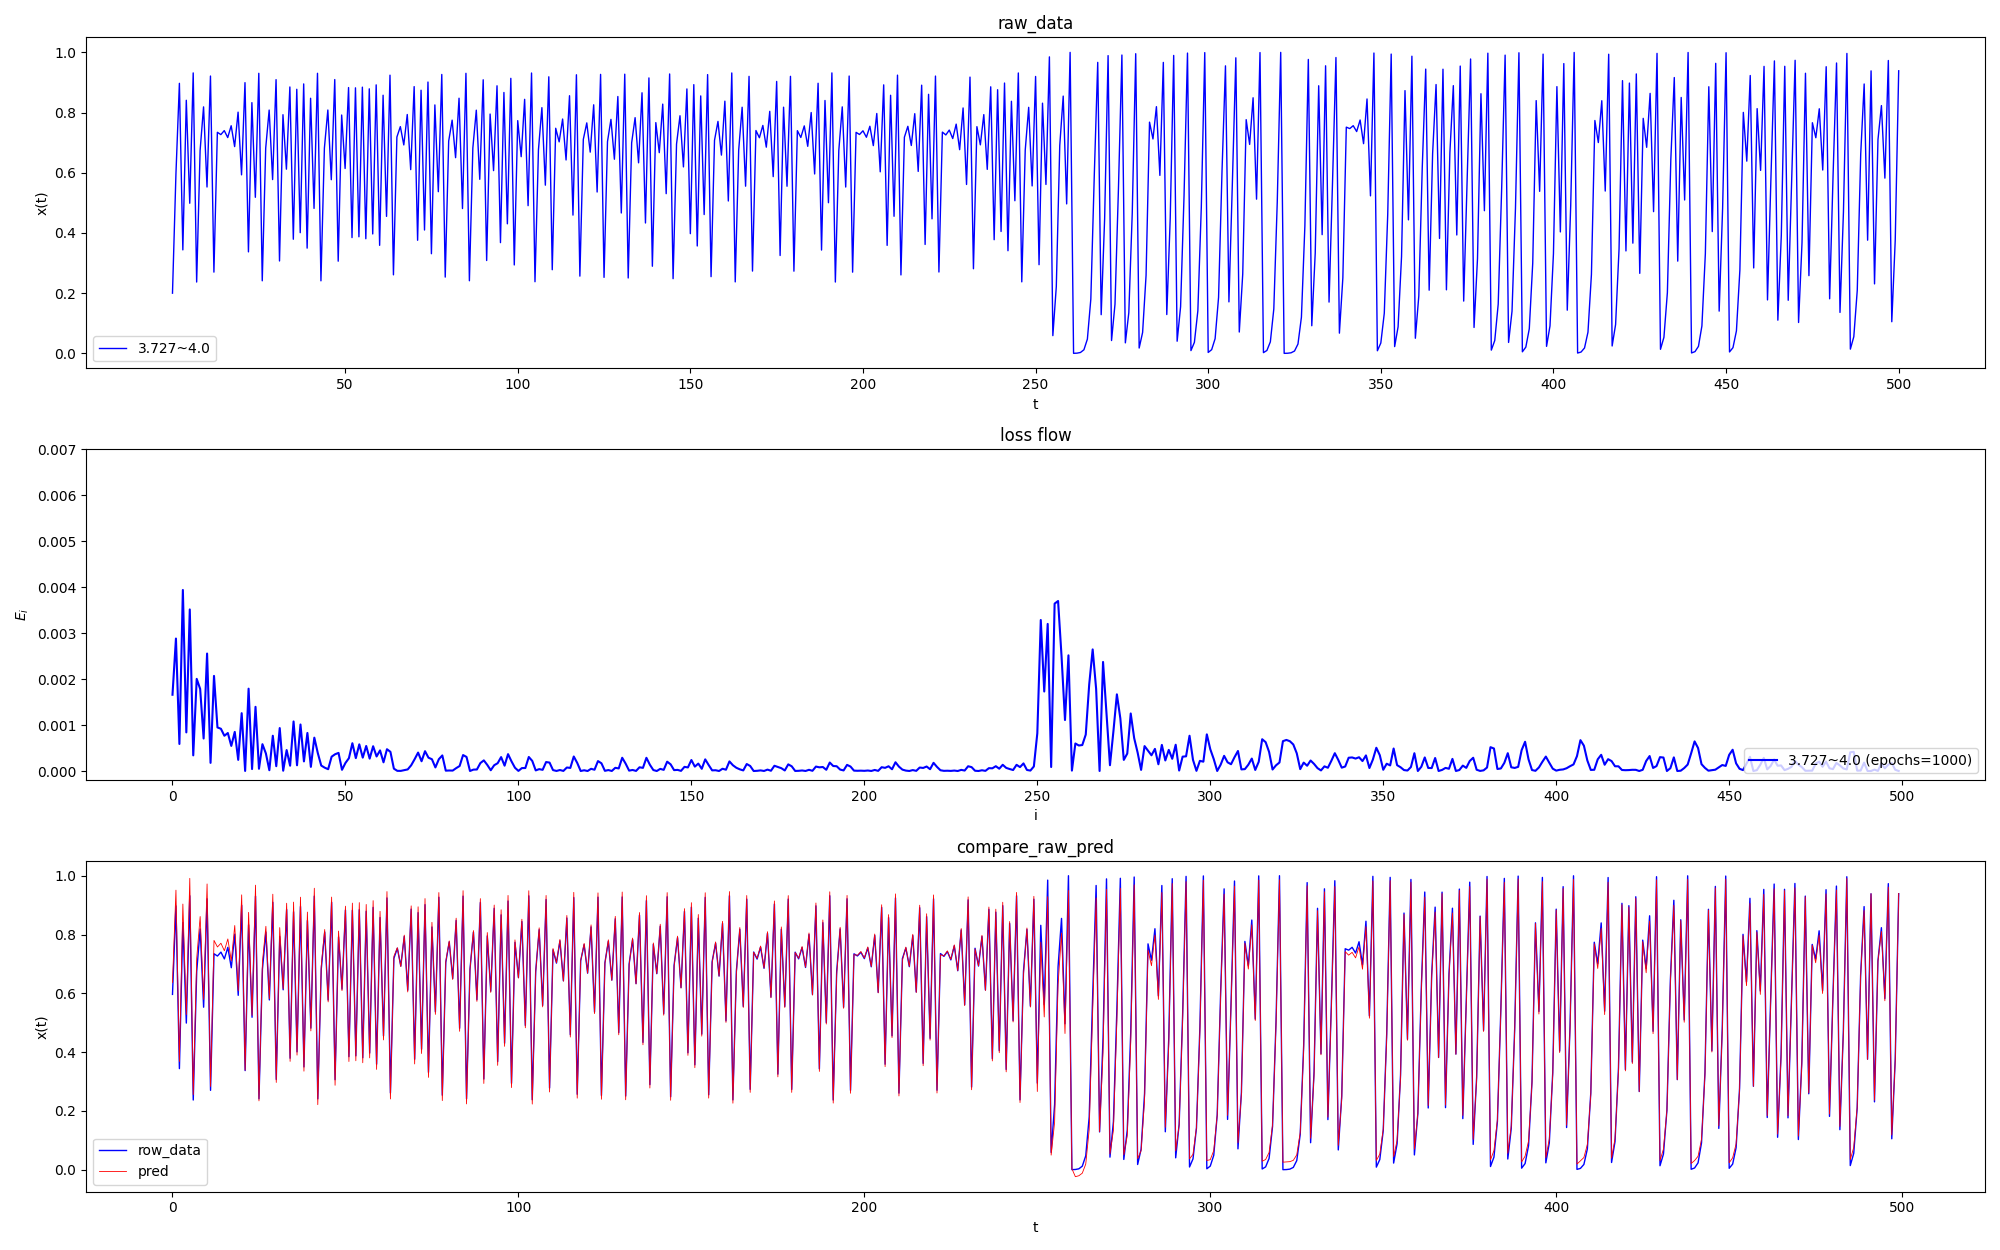 raw_data
1.0
0.8
0.6
0.4
0.2
0.0
x(t)
3.727~4.0
50 100 150 200 250 300 350 400 450 500
t
loss flow
0.007
0.006
0.005
0.004
0.003
0.002
0.001
0.000
E_i
3.727~4.0 (epochs=1000)
0 50 100 150 200 250 300 350 400 450 500
i
compare_raw_pred
1.0
0.8
0.6
0.4
0.2
0.0
x(t)
row_data
pred
0 100 200 300 400 500
t